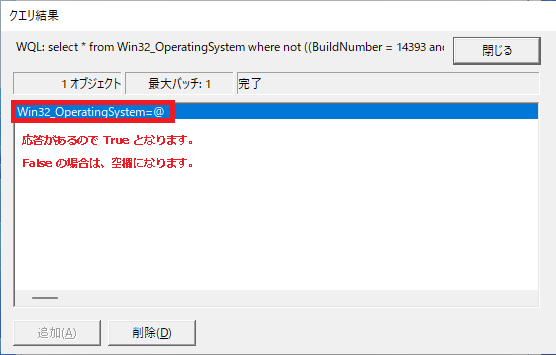 クエリ結果
WQL: select * from Win32_OperatingSystem where not ((BuildNumber = 14393 and
閉じる
1 オブジェクト 最大バッチ: 1 完了
Win32_OperatingSystem=@
応答があるので True となります。
False の場合は、空欄になります。
追加(A) 削除(D)